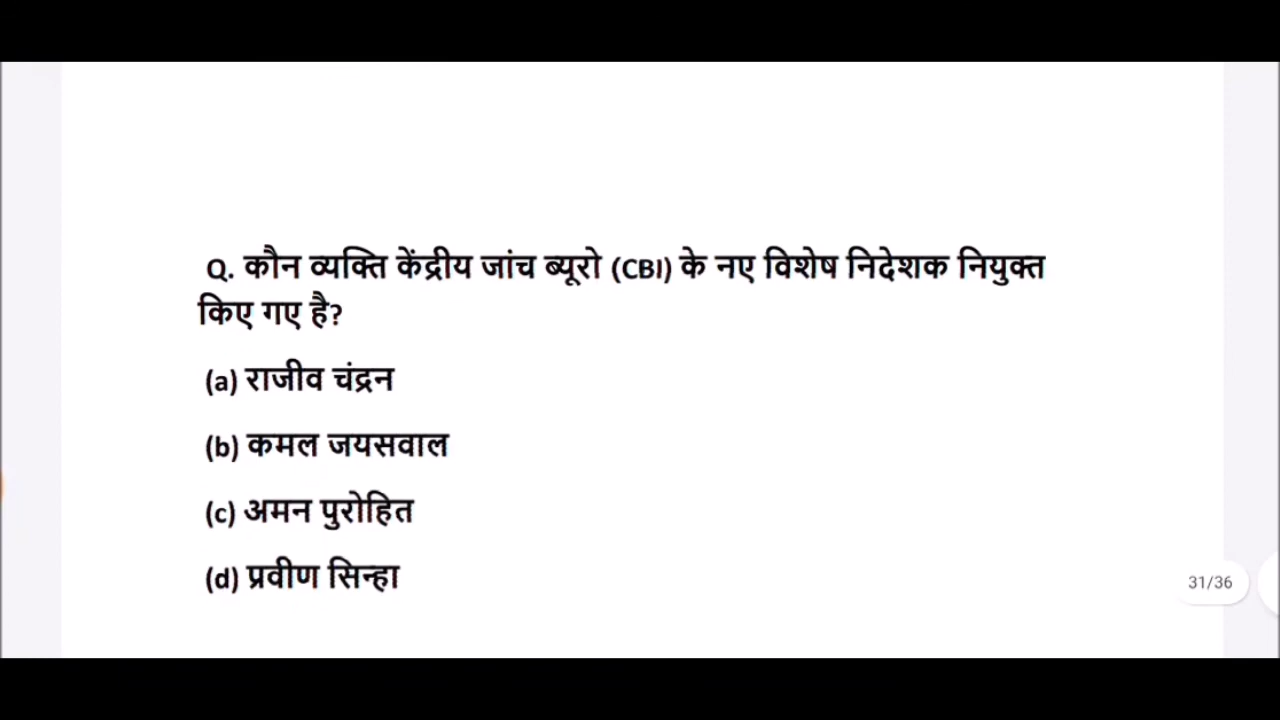 Q. कौन व्यक्ति केंद्रीय जांच ब्यूरो (CBI) के नए विशेष निदेशक नियुक्त
किए गए है?
(a) राजीव चंद्रन
(b) कमल जयसवाल
(c) अमन पुरोहित
(d) प्रवीण सिन्हा
31/36